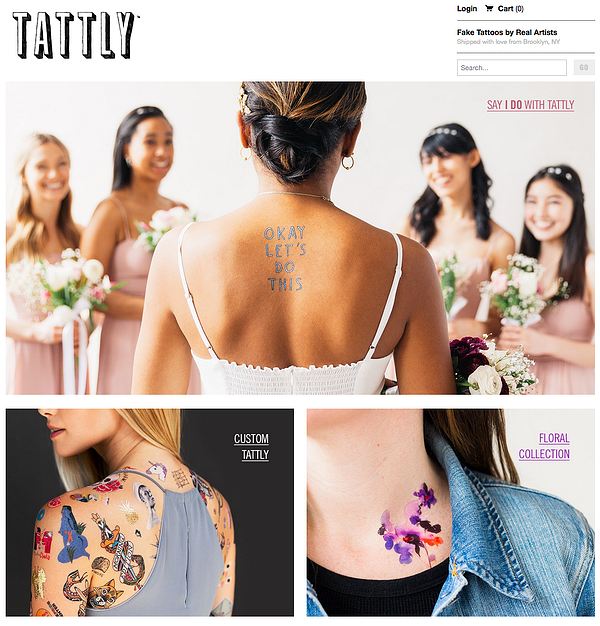 TATTLY
Login Cart (0)
Fake Tattoos by Real Artists
Shipped with love from Brooklyn, NY
Search... GO
SAY I DO WITH TATTLY
OKAY
LET'S
DO
THIS
CUSTOM
TATTLY
FLORAL
COLLECTION